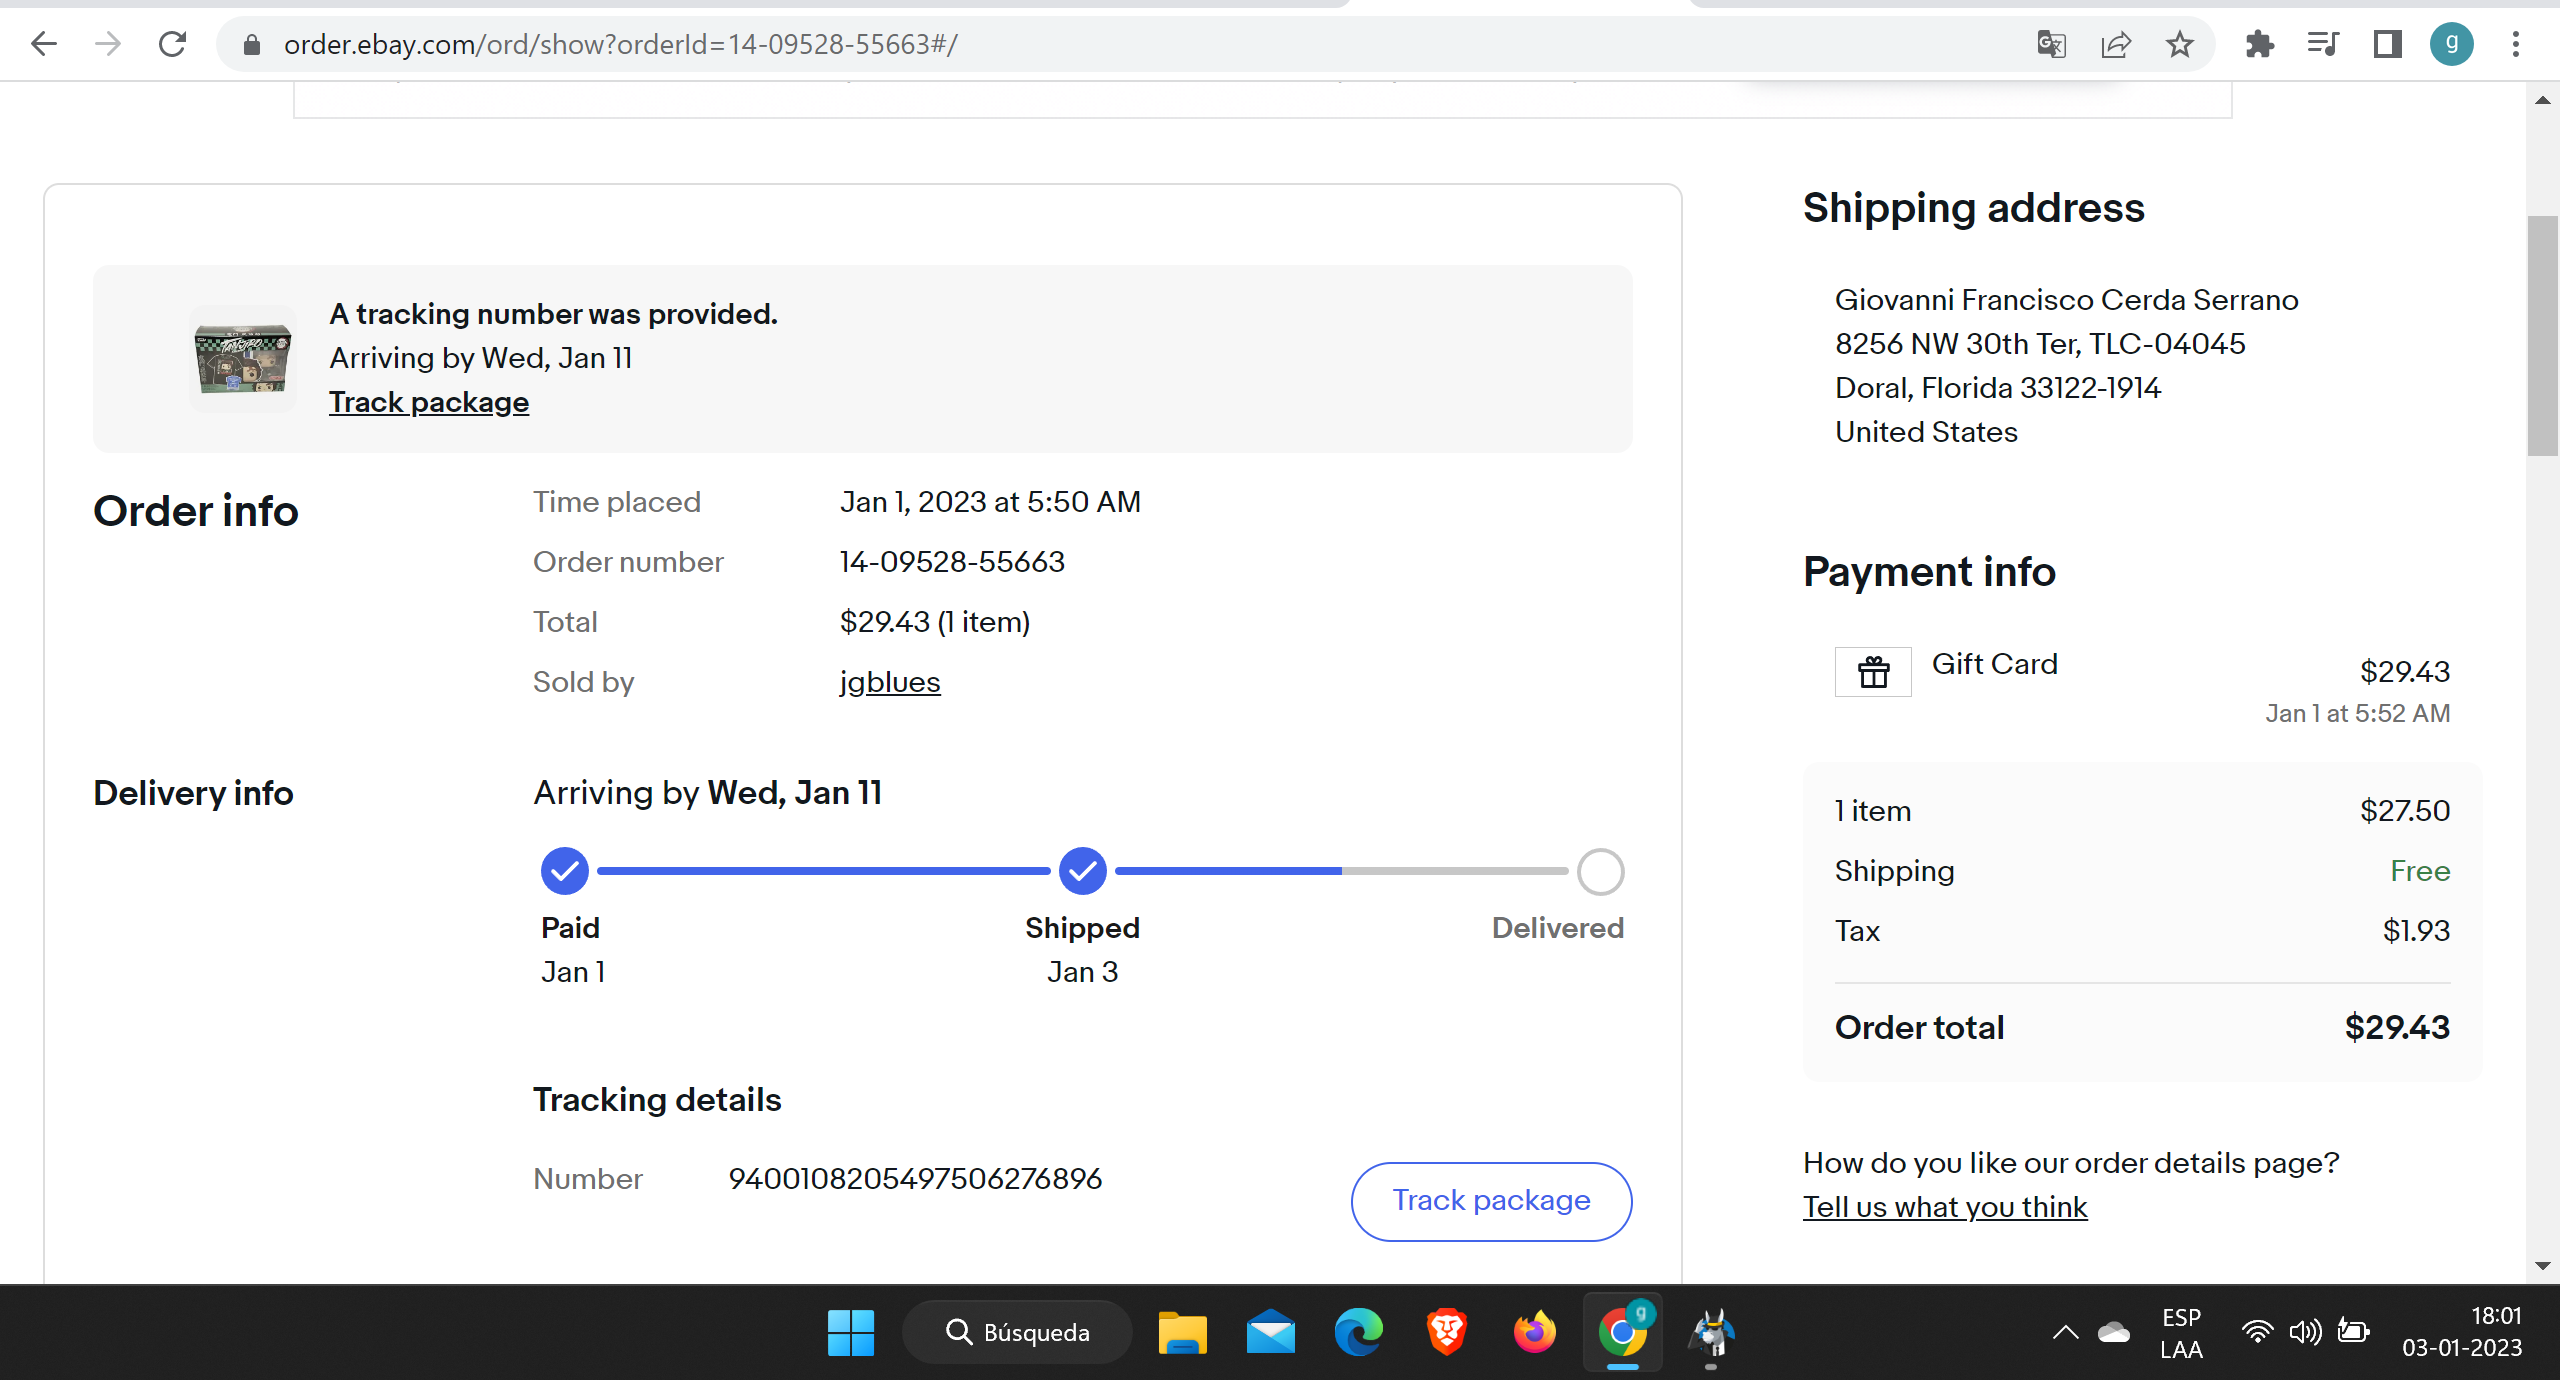 order.ebay.com/ord/show?orderId=14-09528-55663#/
g
A tracking number was provided.
Arriving by Wed, Jan 11
Track package
Order info
Time placed Jan 1, 2023 at 5:50 AM
Order number 14-09528-55663
Total $29.43 (1 item)
Sold by jgblues
Delivery info
Arriving by Wed, Jan 11
Paid Shipped Delivered
Jan 1 Jan 3
Tracking details
Number 9400108205497506276896
Track package
Shipping address
Giovanni Francisco Cerda Serrano
8256 NW 30th Ter, TLC-04045
Doral, Florida 33122-1914
United States
Payment info
Gift Card $29.43
Jan 1 at 5:52 AM
1 item $27.50
Shipping Free
Tax $1.93
Order total $29.43
How do you like our order details page?
Tell us what you think
Búsqueda
g
ESP
LAA
18:01
03-01-2023